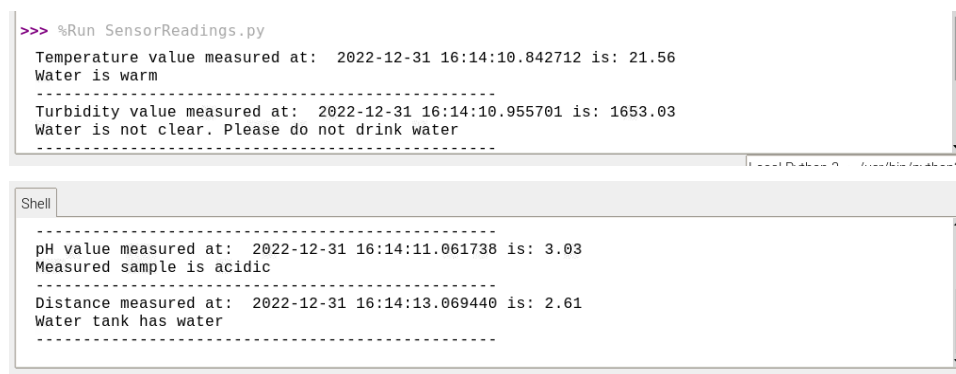 >>> %Run SensorReadings.py
Temperature value measured at:  2022-12-31 16:14:10.842712 is: 21.56
Water is warm
-------------------------------------------------
Turbidity value measured at:  2022-12-31 16:14:10.955701 is: 1653.03
Water is not clear. Please do not drink water
-------------------------------------------------
Shell
-------------------------------------------------
pH value measured at:  2022-12-31 16:14:11.061738 is: 3.03
Measured sample is acidic
-------------------------------------------------
Distance measured at:  2022-12-31 16:14:13.069440 is: 2.61
Water tank has water
-------------------------------------------------